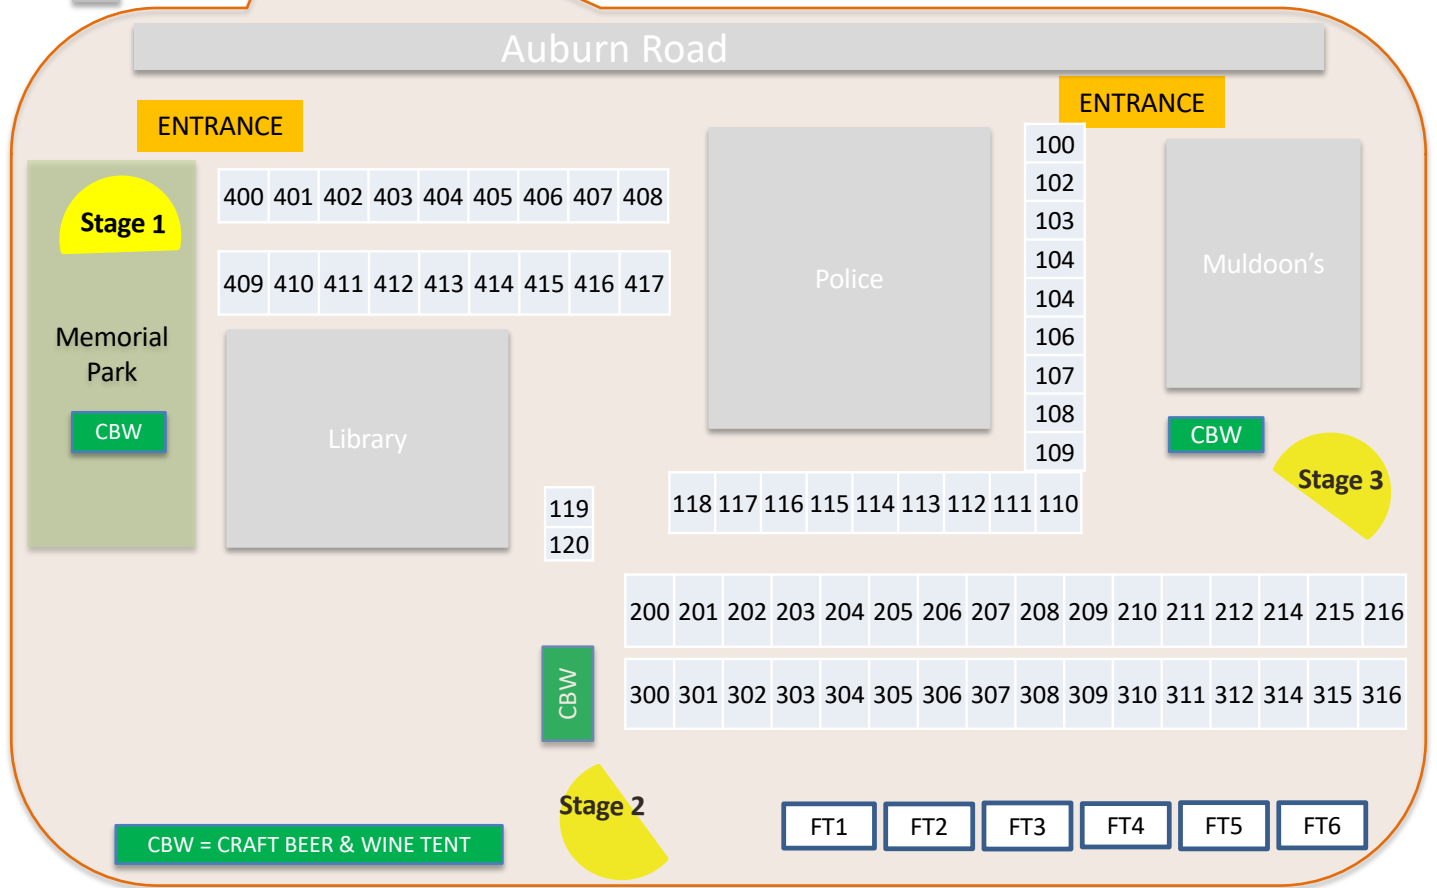 Auburn Road
ENTRANCE
ENTRANCE
Stage 1
Memorial
Park
CBW
400 401 402 403 404 405 406 407 408
409 410 411 412 413 414 415 416 417
Library
Police
100
102
103
104
104
106
107
108
109
Muldoon's
CBW
Stage 3
118 117 116 115 114 113 112 111 110
119
120
200 201 202 203 204 205 206 207 208 209 210 211 212 214 215 216
300 301 302 303 304 305 306 307 308 309 310 311 312 314 315 316
CBW
Stage 2
FT1 FT2 FT3 FT4 FT5 FT6
CBW = CRAFT BEER & WINE TENT